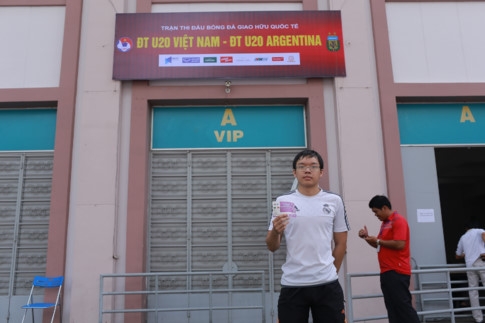 TRẬN THI ĐẤU BÓNG ĐÁ GIAO HỮU QUỐC TẾ
ĐT U20 VIỆT NAM - ĐT U20 ARGENTINA
A
VIP
A